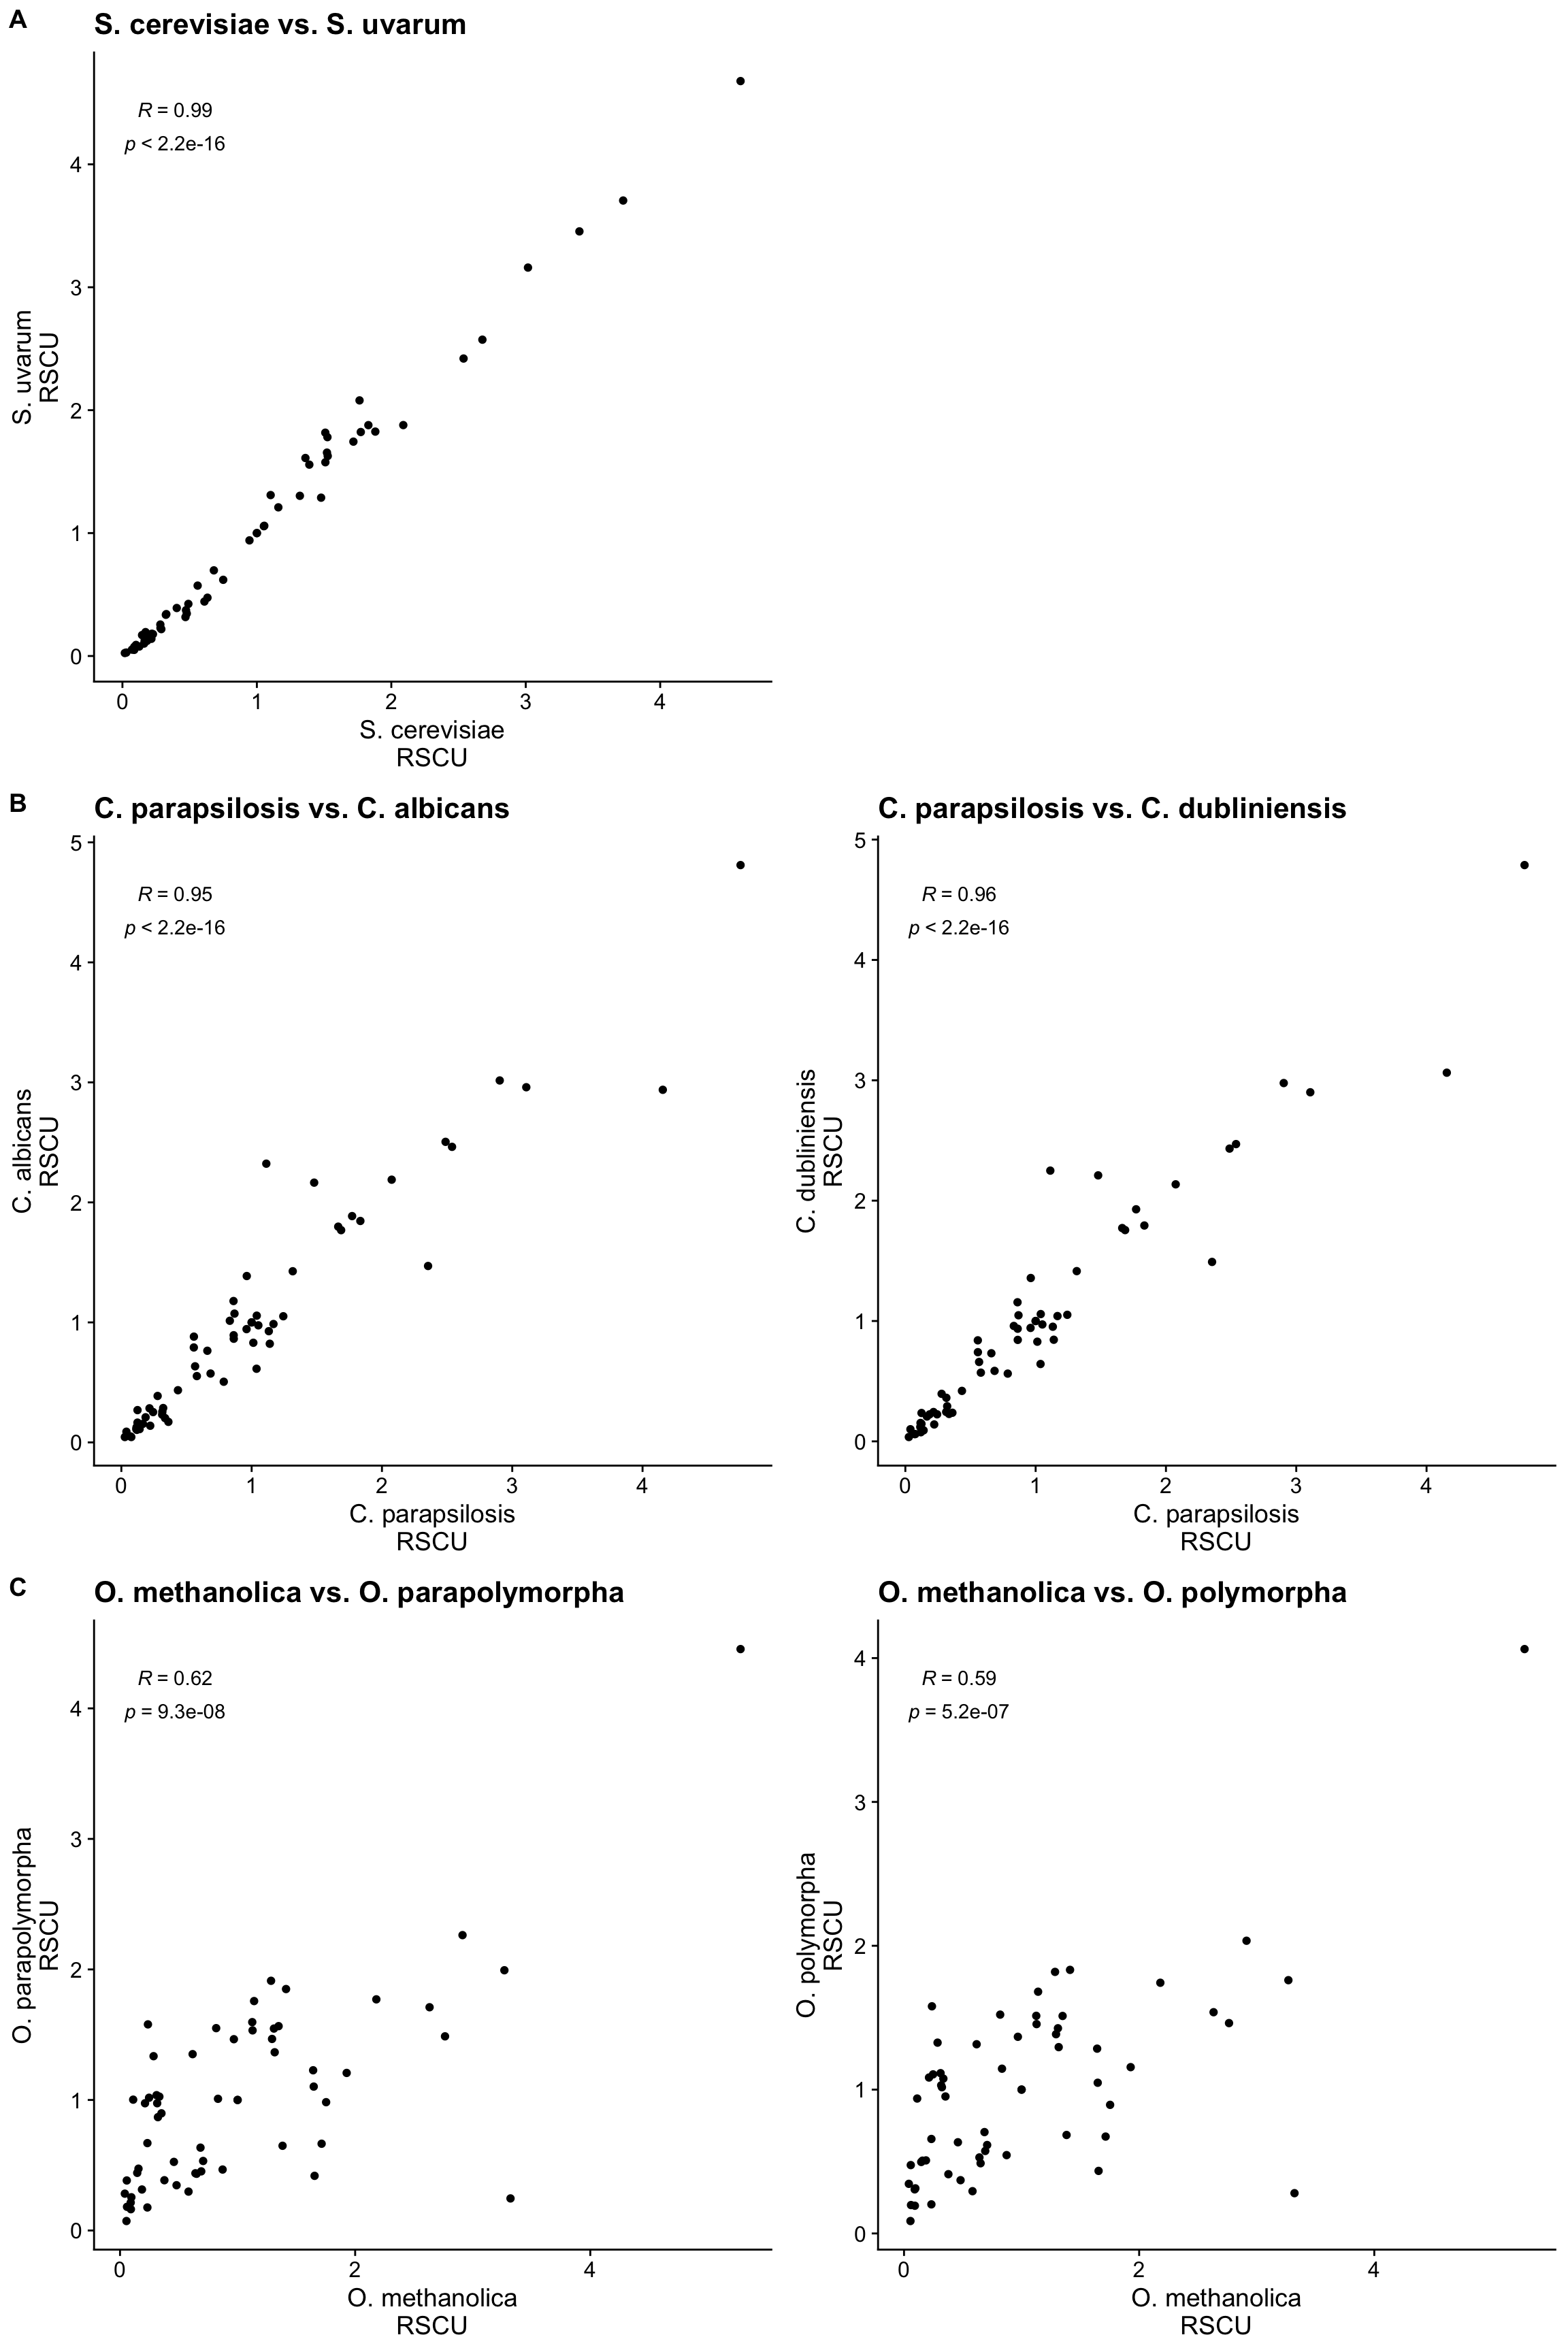 A
S. cerevisiae vs. S. uvarum
R = 0.99
p < 2.2e-16
4
3
2
1
0
S. uvarum
RSCU
0 1 2 3 4
S. cerevisiae
RSCU
B
C. parapsilosis vs. C. albicans
R = 0.95
p < 2.2e-16
5
4
3
2
1
0
C. albicans
RSCU
0 1 2 3 4
C. parapsilosis
RSCU
C. parapsilosis vs. C. dubliniensis
R = 0.96
p < 2.2e-16
5
4
3
2
1
0
C. dubliniensis
RSCU
0 1 2 3 4
C. parapsilosis
RSCU
C
O. methanolica vs. O. parapolymorpha
R = 0.62
p = 9.3e-08
4
3
2
1
0
O. parapolymorpha
RSCU
0 2 4
O. methanolica
RSCU
O. methanolica vs. O. polymorpha
R = 0.59
p = 5.2e-07
4
3
2
1
0
O. polymorpha
RSCU
0 2 4
O. methanolica
RSCU